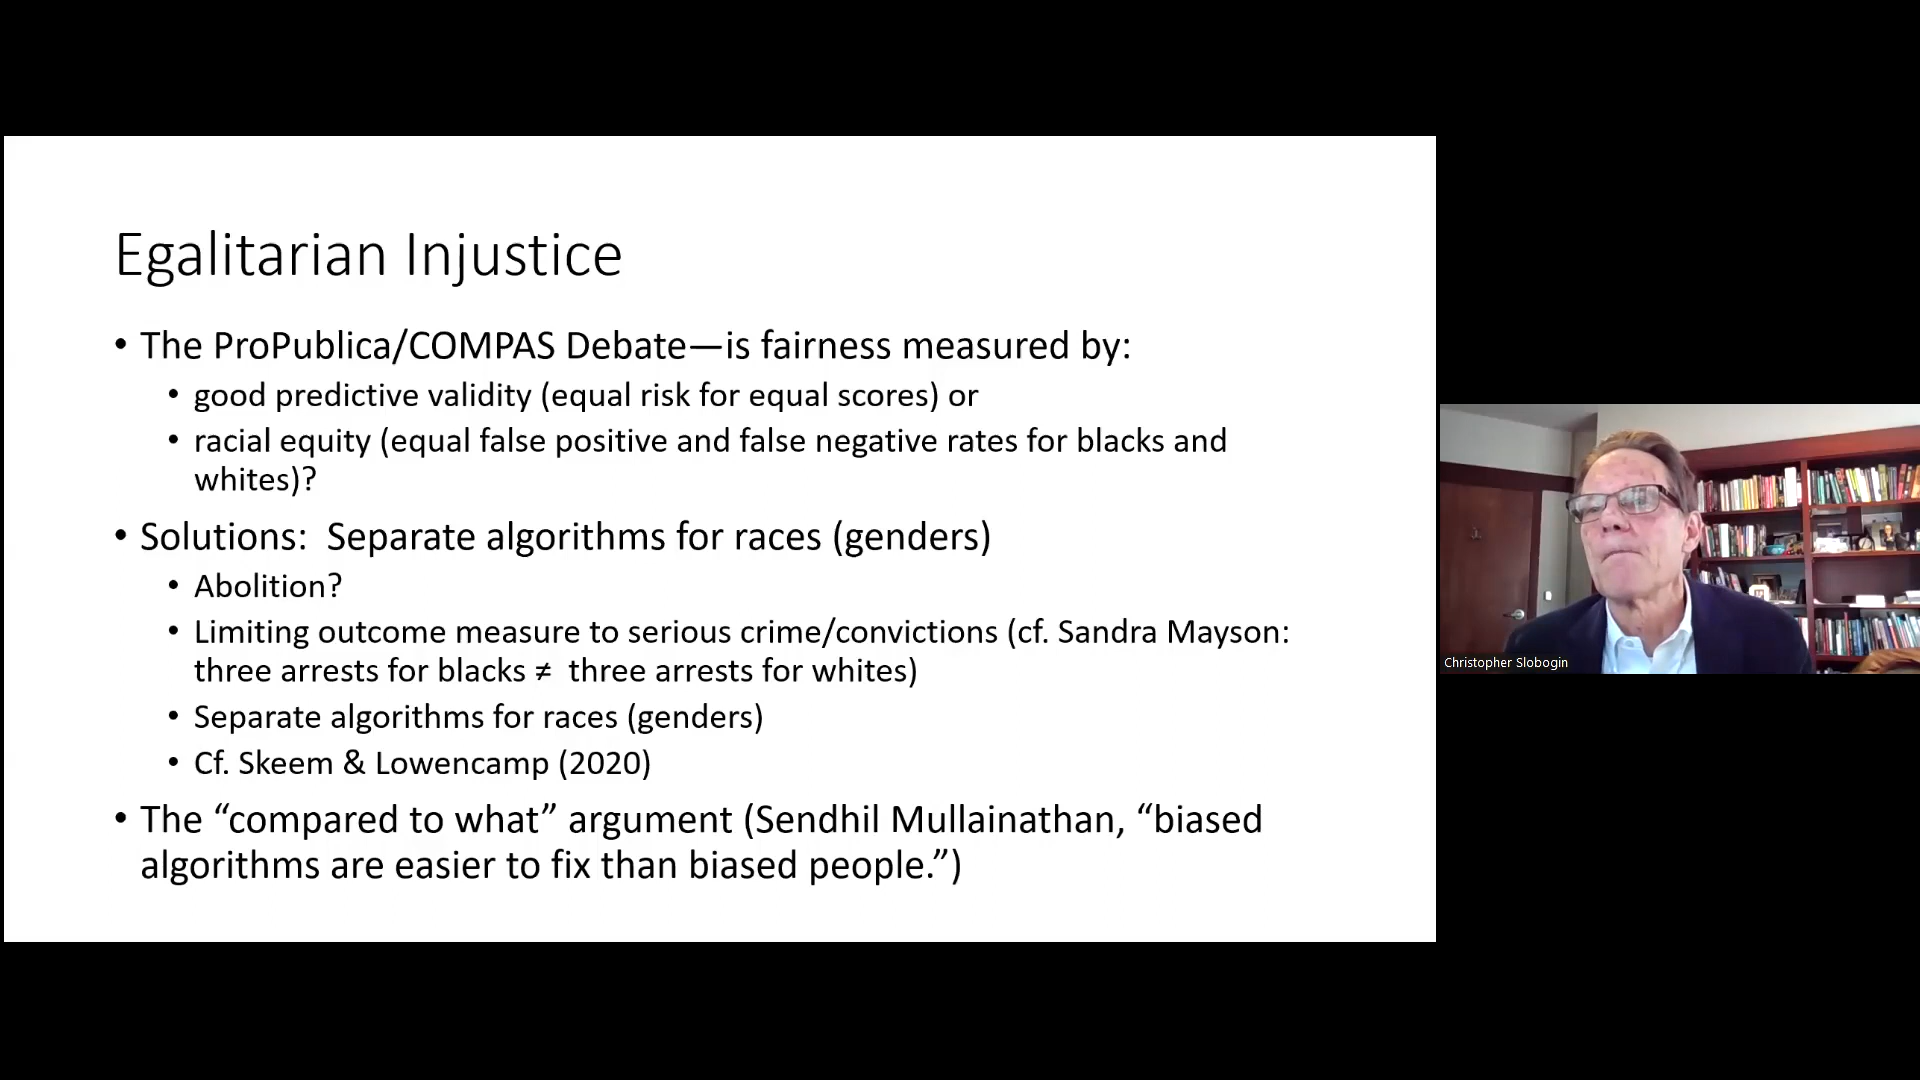 Egalitarian Injustice
• The ProPublica/COMPAS Debate—is fairness measured by:
• good predictive validity (equal risk for equal scores) or
• racial equity (equal false positive and false negative rates for blacks and
whites)?
• Solutions:  Separate algorithms for races (genders)
• Abolition?
• Limiting outcome measure to serious crime/convictions (cf. Sandra Mayson:
three arrests for blacks ≠  three arrests for whites)
• Separate algorithms for races (genders)
• Cf. Skeem & Lowencamp (2020)
• The “compared to what” argument (Sendhil Mullainathan, “biased
algorithms are easier to fix than biased people.”)
Christopher Slobogin